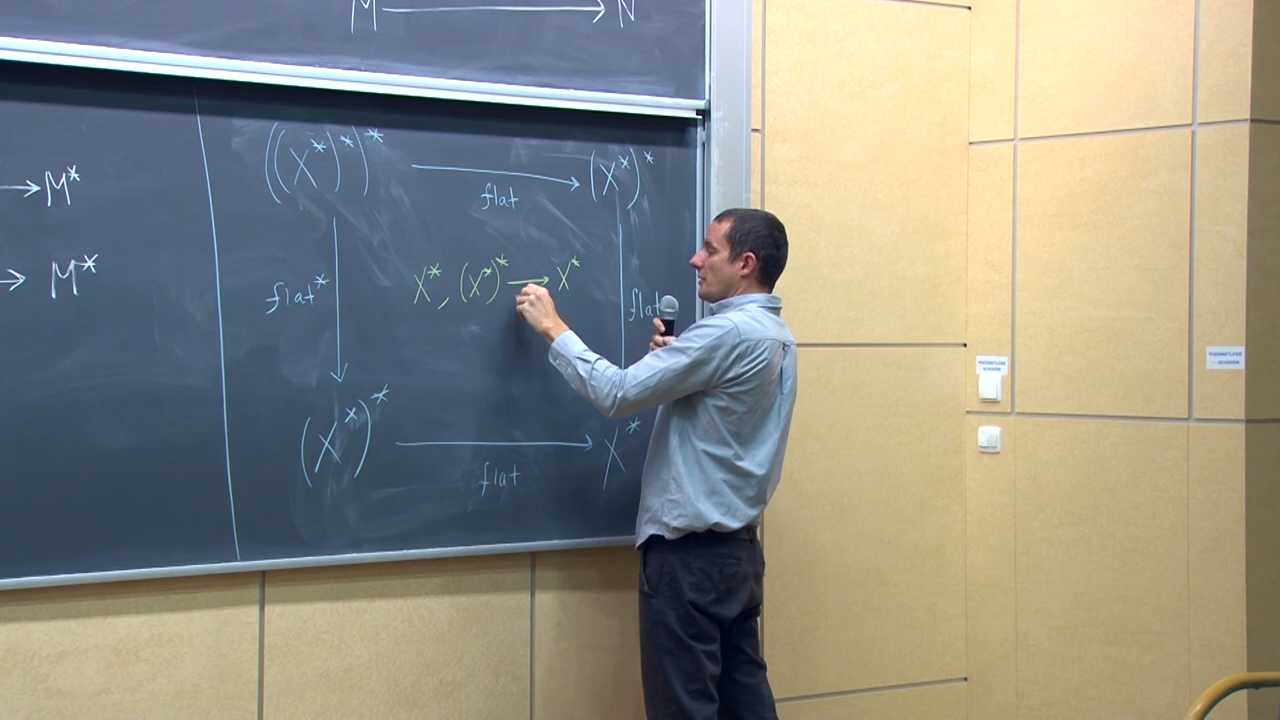 M → N
((X*)*)* → (X*)*
→ M*
flat
X*, (X*)* → X*
→ M*
flat*
flat
(X*)* → X*
flat